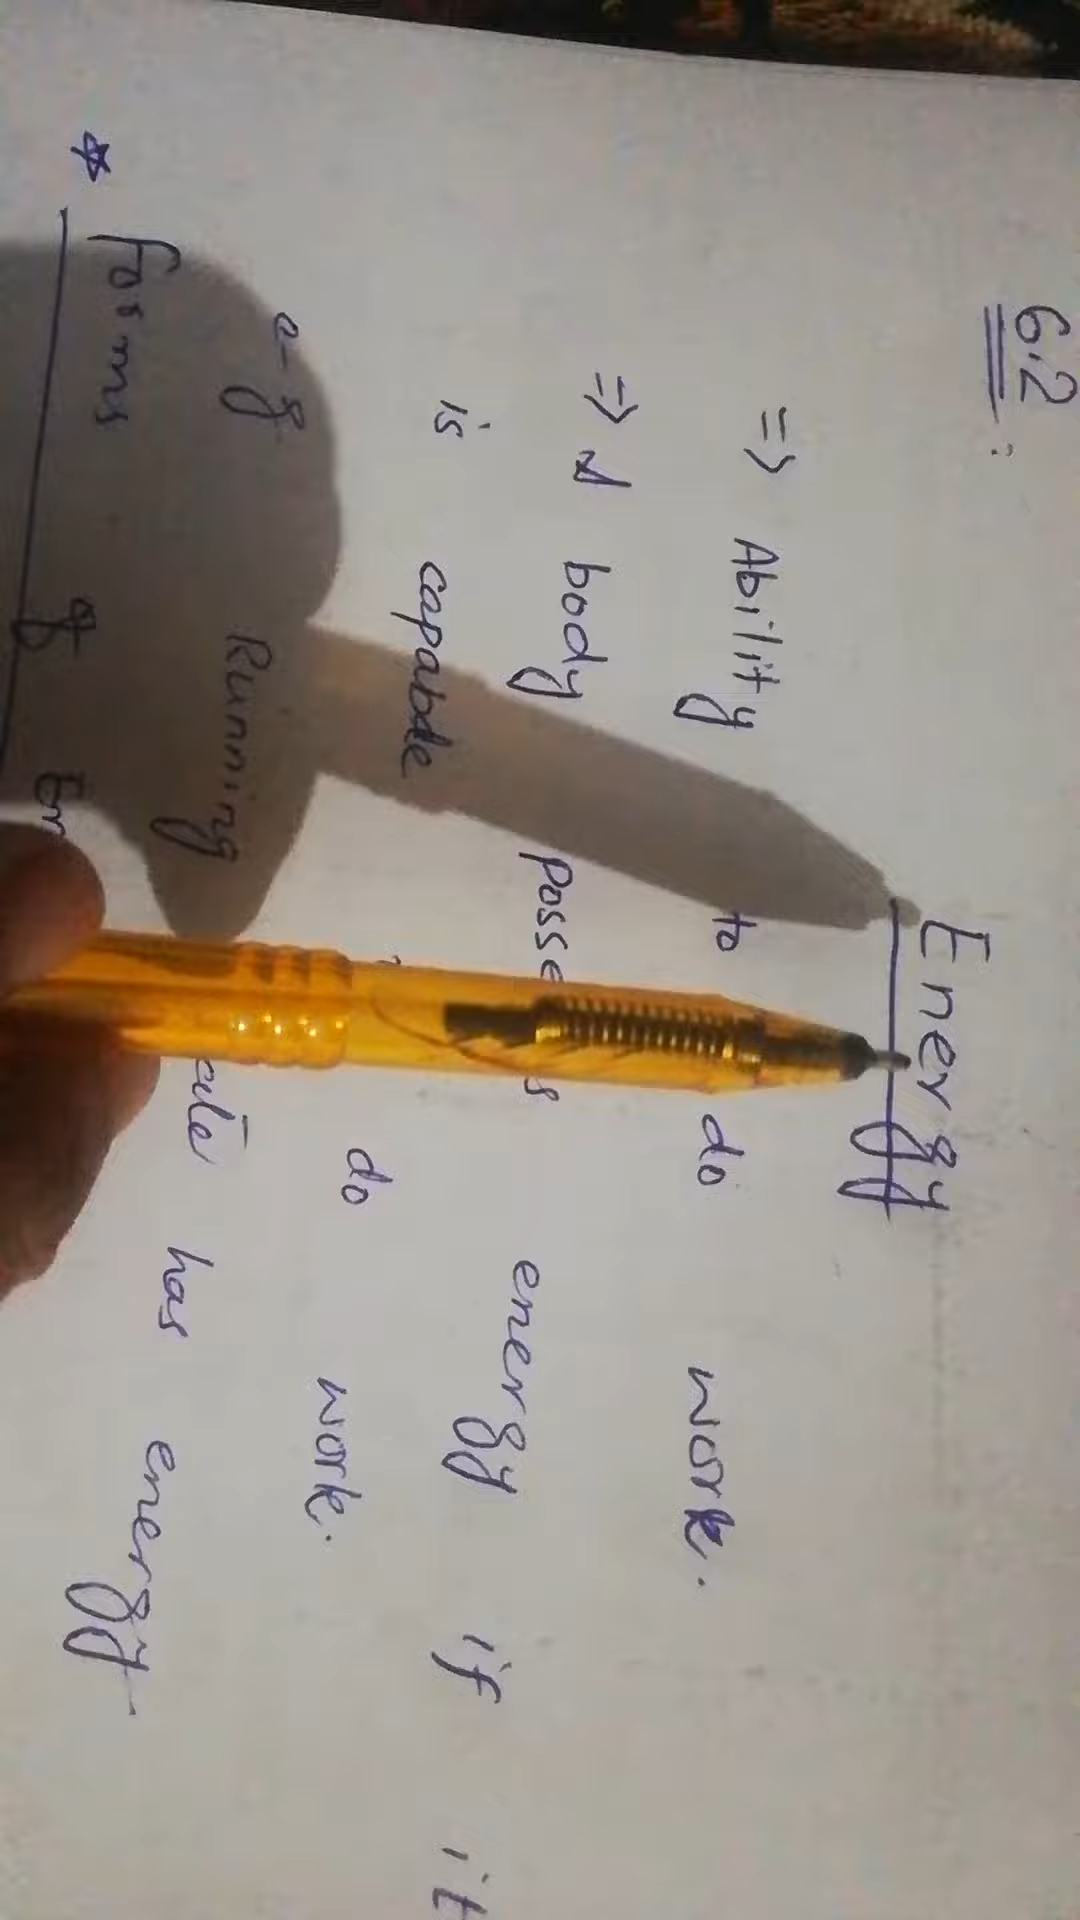 6.2:
Energy
=> Ability to do work.
=> A body possess energy if it
is capable do work.
e-g Running has energy
* Forms of